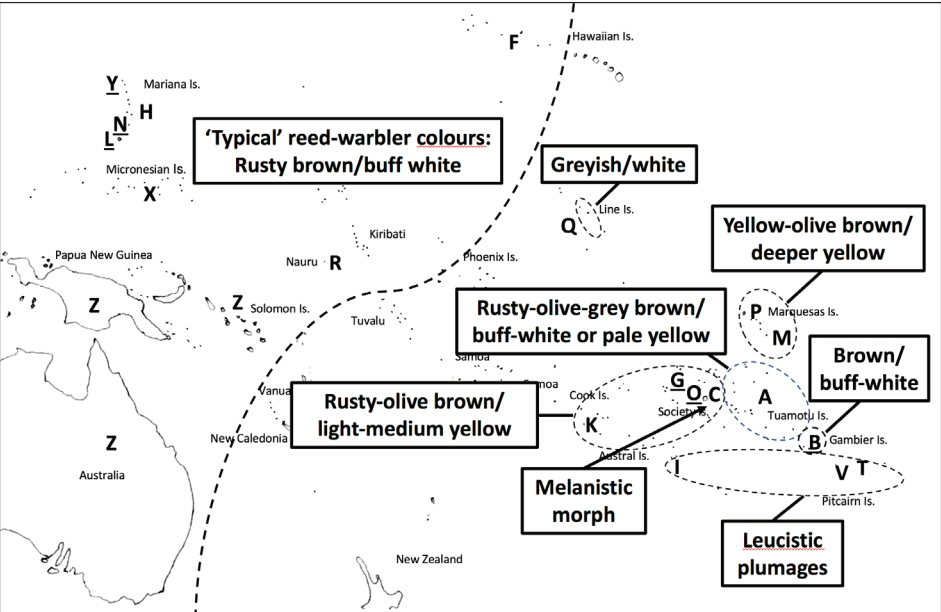 F
Hawaiian Is.
Y
Mariana Is.
H
N
L
'Typical' reed-warbler colours:
Rusty brown/buff white
Greyish/white
Micronesian Is.
X
Line Is.
Q
Yellow-olive brown/
deeper yellow
Kiribati
Papua New Guinea
Nauru
R
Phoenix Is.
Z
Z
Solomon Is.
Tuvalu
Rusty-olive-grey brown/
buff-white or pale yellow
P
Marquesas Is.
M
Samoa
Brown/
buff-white
Vanua
moa
Rusty-olive brown/
light-medium yellow
Cook Is.
G
O
C
A
Society Is.
Tuamotu Is.
K
New Caledonia
Z
B
Gambier Is.
Austral Is.
I
V
T
Australia
Melanistic
morph
Pitcairn Is.
Leucistic
plumages
New Zealand